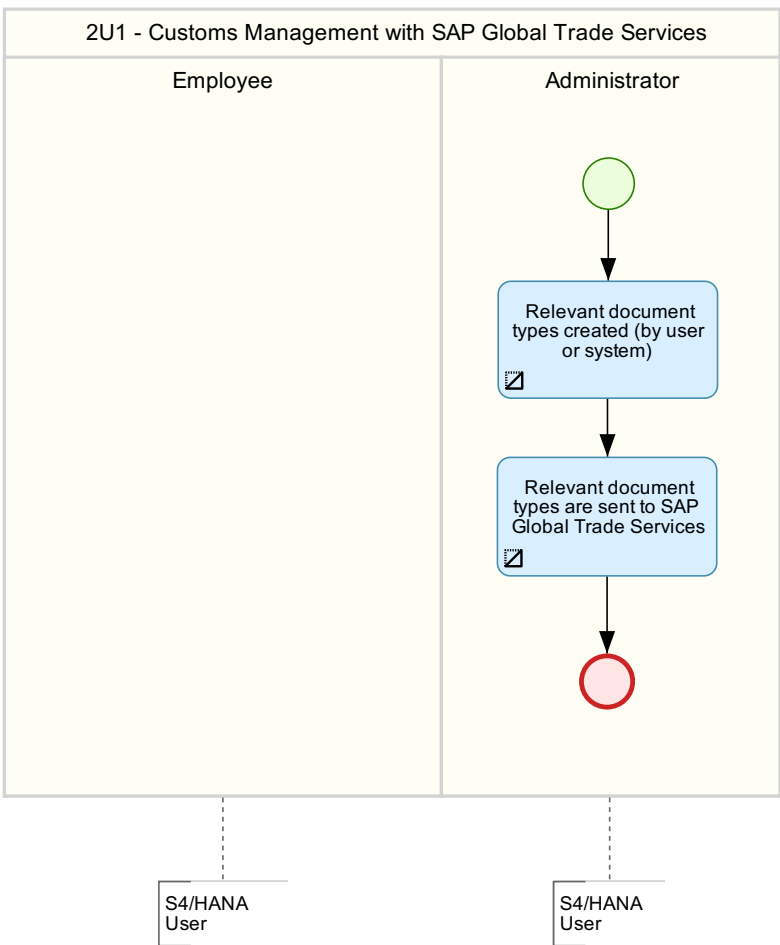 2U1 - Customs Management with SAP Global Trade Services
Employee
Administrator
Relevant document
types created (by user
or system)
Relevant document
types are sent to SAP
Global Trade Services
S4/HANA
User
S4/HANA
User